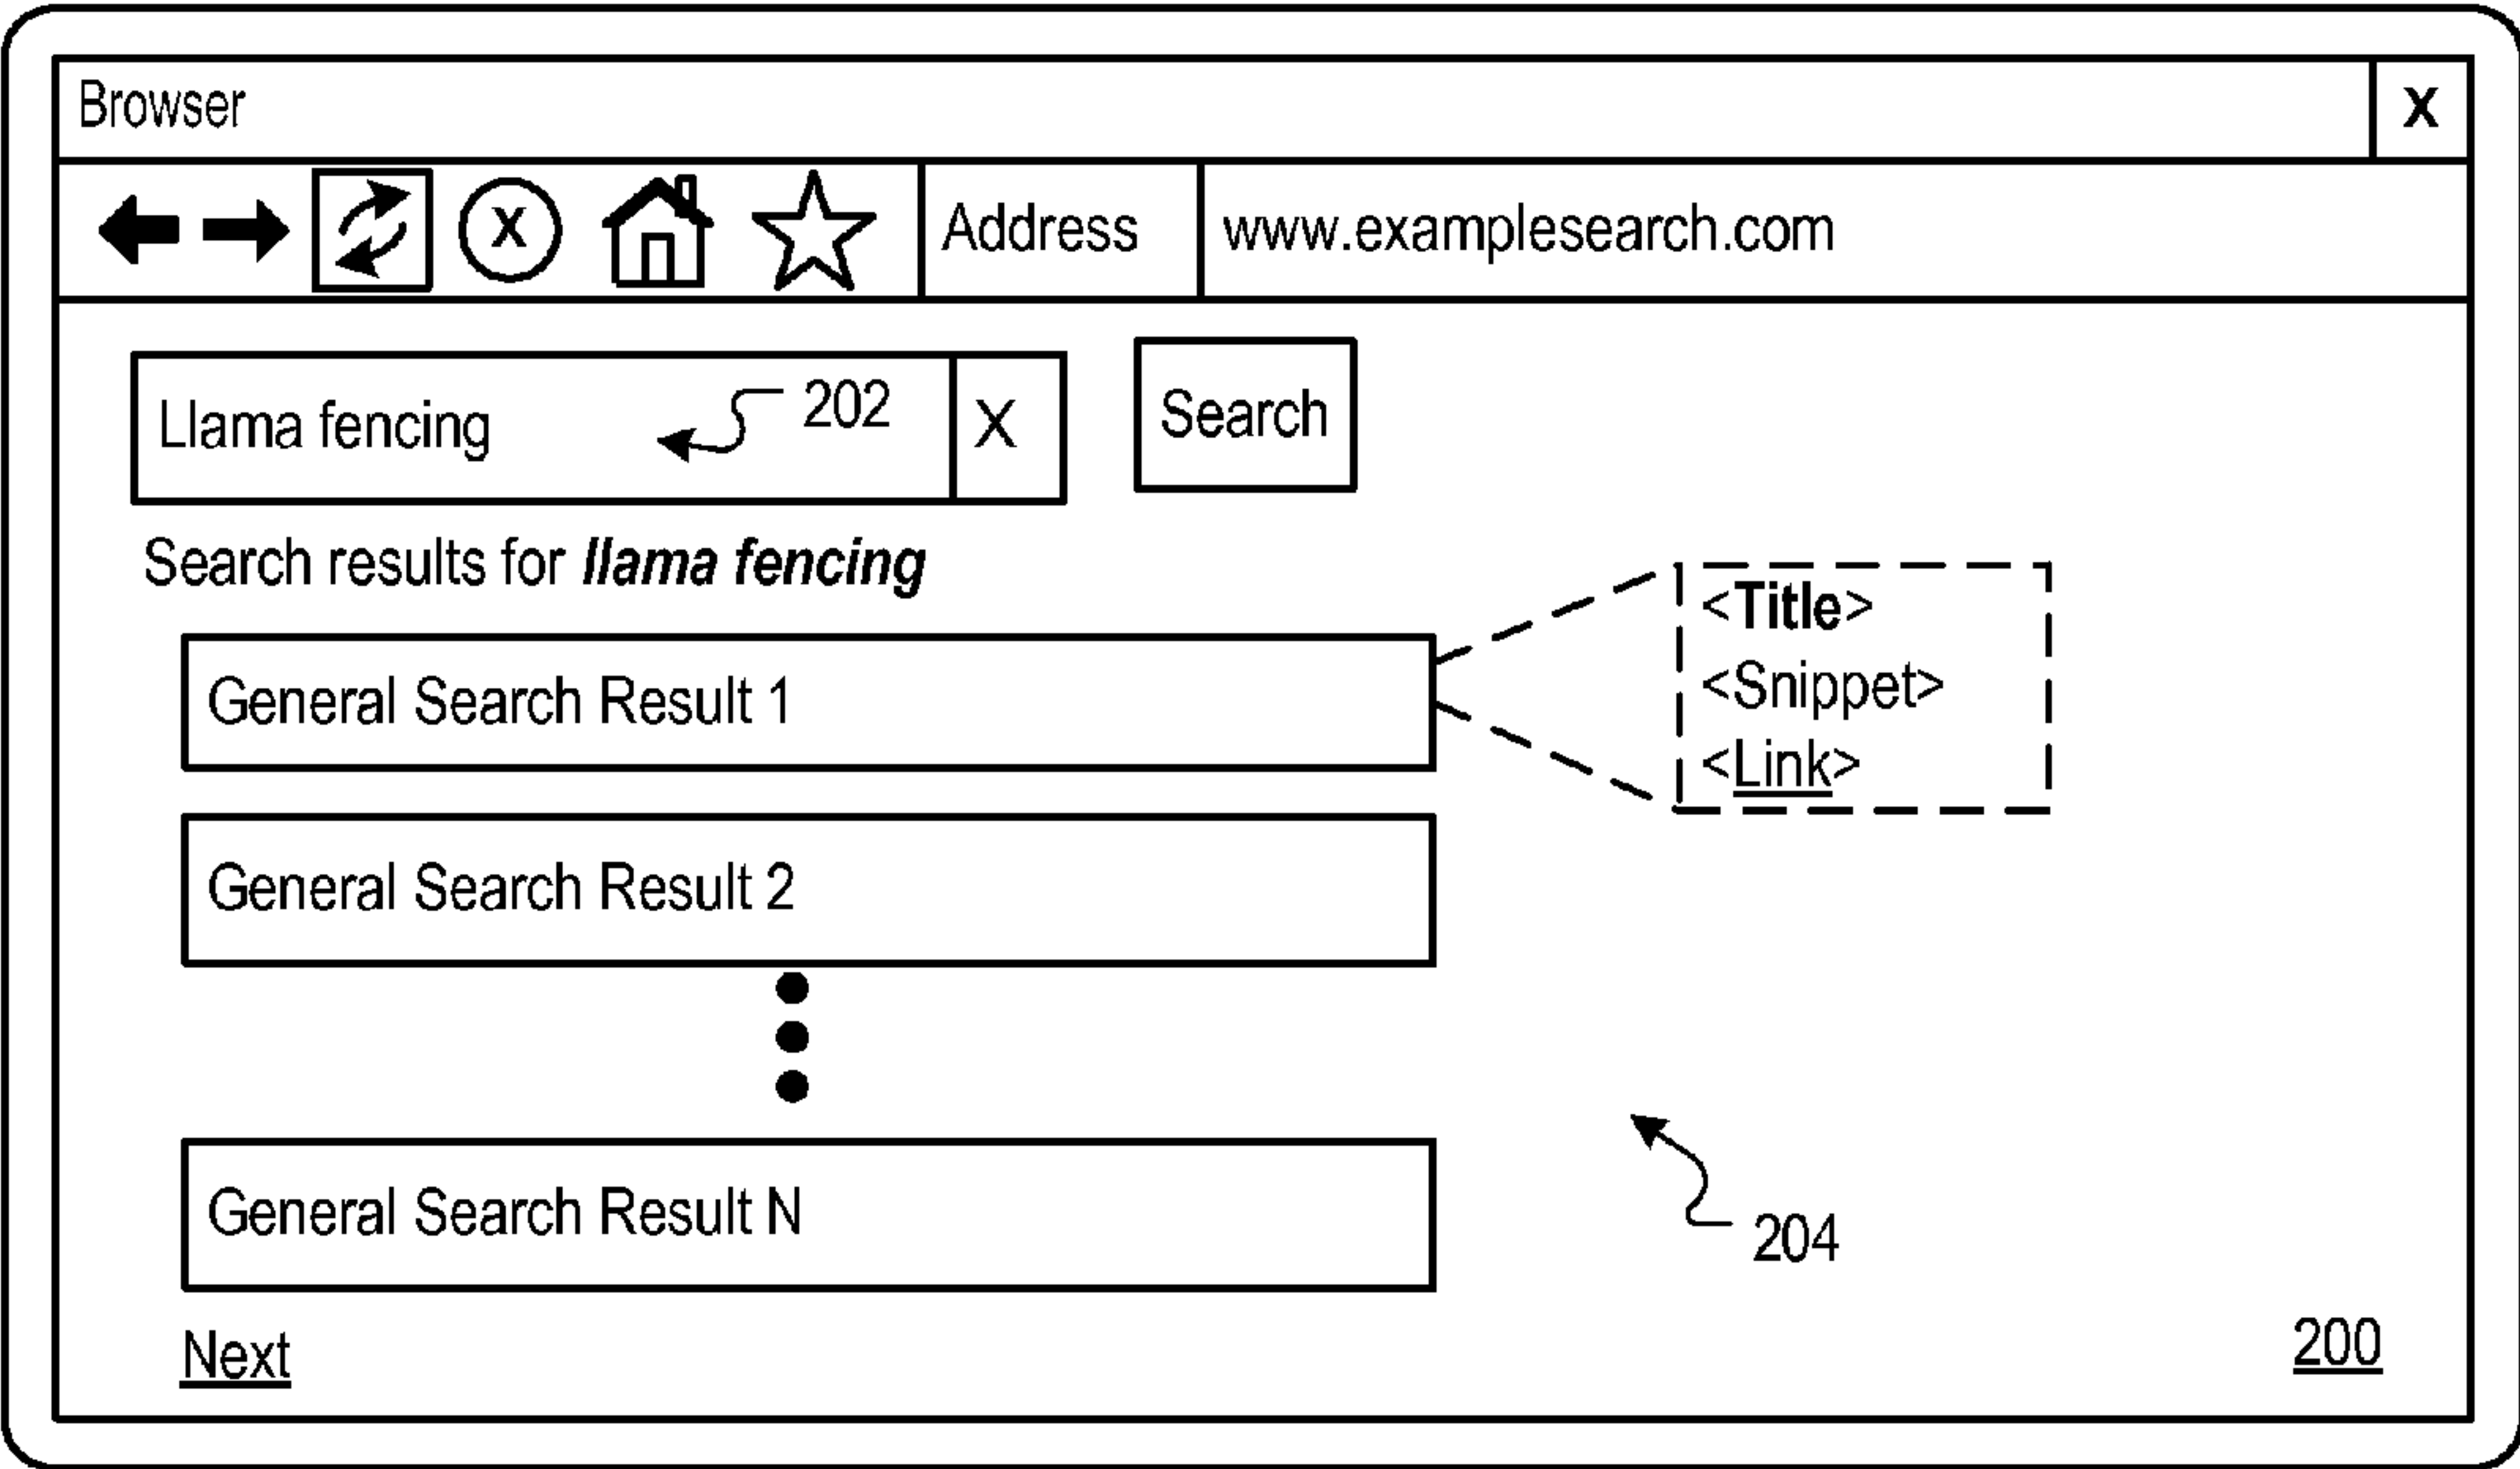 Browser X
X Address www.examplesearch.com
Llama fencing 202 X Search
Search results for llama fencing
<Title>
<Snippet>
<Link>
General Search Result 1
General Search Result 2
General Search Result N
204
Next
200